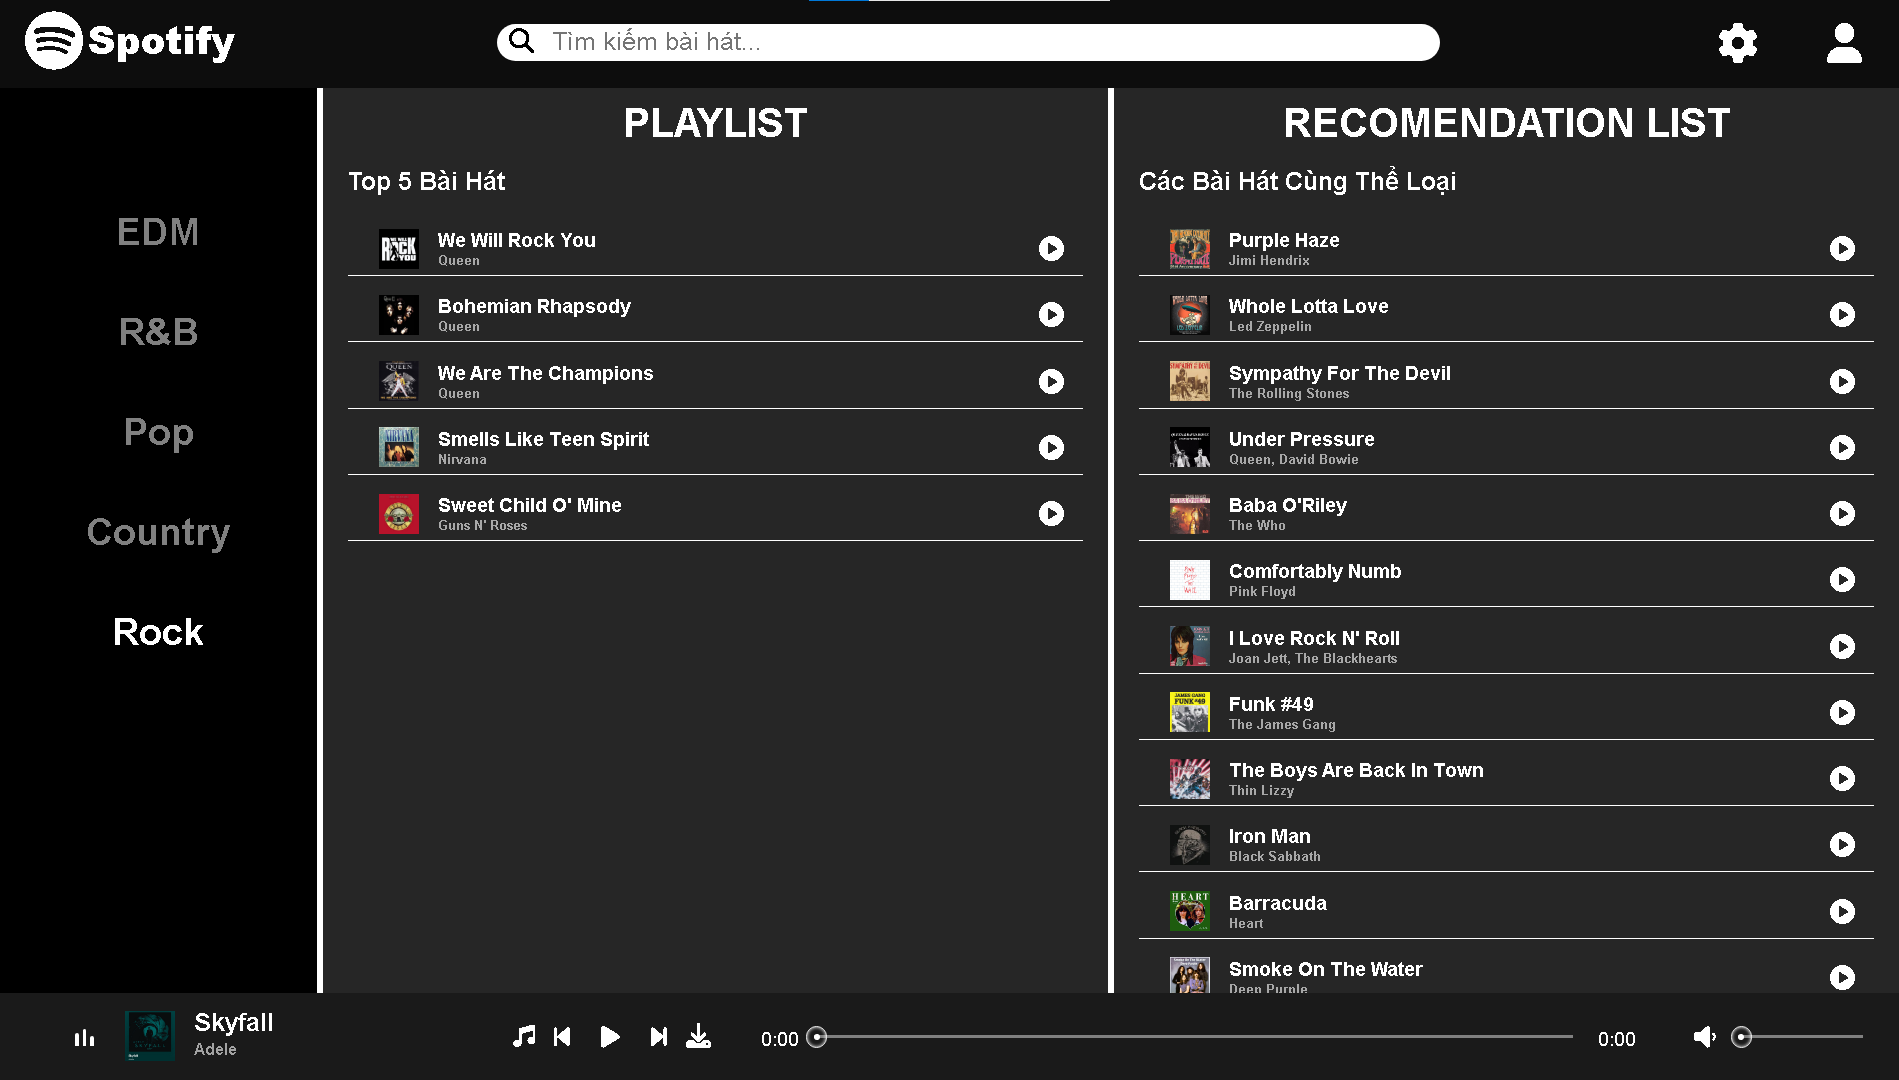 Spotify
Tìm kiếm bài hát...
EDM
R&B
Pop
Country
Rock
PLAYLIST
Top 5 Bài Hát
We Will Rock You
Queen
Bohemian Rhapsody
Queen
We Are The Champions
Queen
Smells Like Teen Spirit
Nirvana
Sweet Child O' Mine
Guns N' Roses
RECOMENDATION LIST
Các Bài Hát Cùng Thể Loại
Purple Haze
Jimi Hendrix
Whole Lotta Love
Led Zeppelin
Sympathy For The Devil
The Rolling Stones
Under Pressure
Queen, David Bowie
Baba O'Riley
The Who
Comfortably Numb
Pink Floyd
I Love Rock N' Roll
Joan Jett, The Blackhearts
Funk #49
The James Gang
The Boys Are Back In Town
Thin Lizzy
Iron Man
Black Sabbath
Barracuda
Heart
Smoke On The Water
Deep Purple
Skyfall
Adele
0:00
0:00